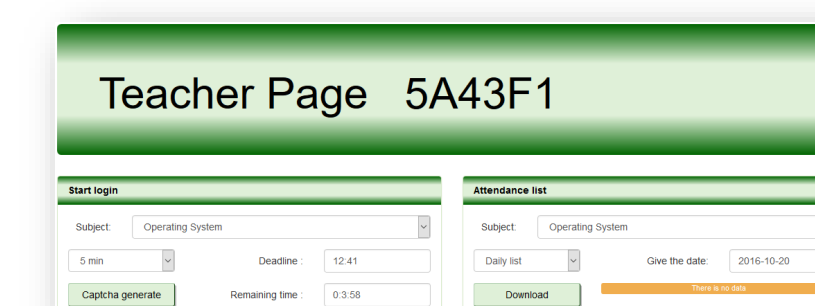 Teacher Page 5A43F1
Start login
Subject: Operating System
5 min Deadline : 12:41
Captcha generate Remaining time : 0:3:58
Attendance list
Subject: Operating System
Daily list Give the date: 2016-10-20
Download There is no data